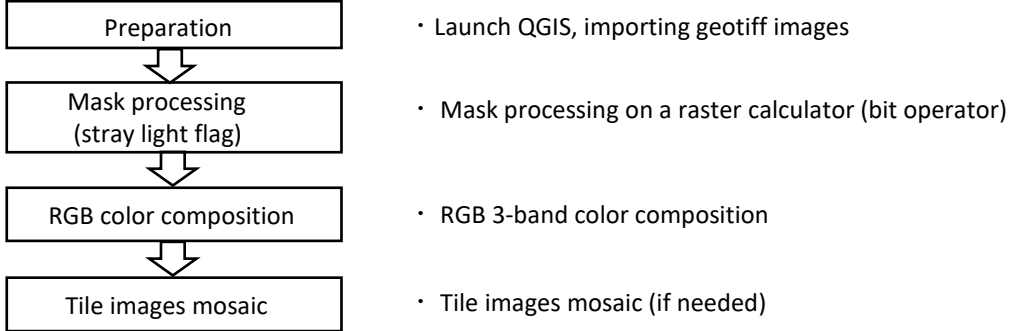 Preparation
・Launch QGIS, importing geotiff images
Mask processing
(stray light flag)
・ Mask processing on a raster calculator (bit operator)
RGB color composition
・ RGB 3-band color composition
Tile images mosaic
・ Tile images mosaic (if needed)